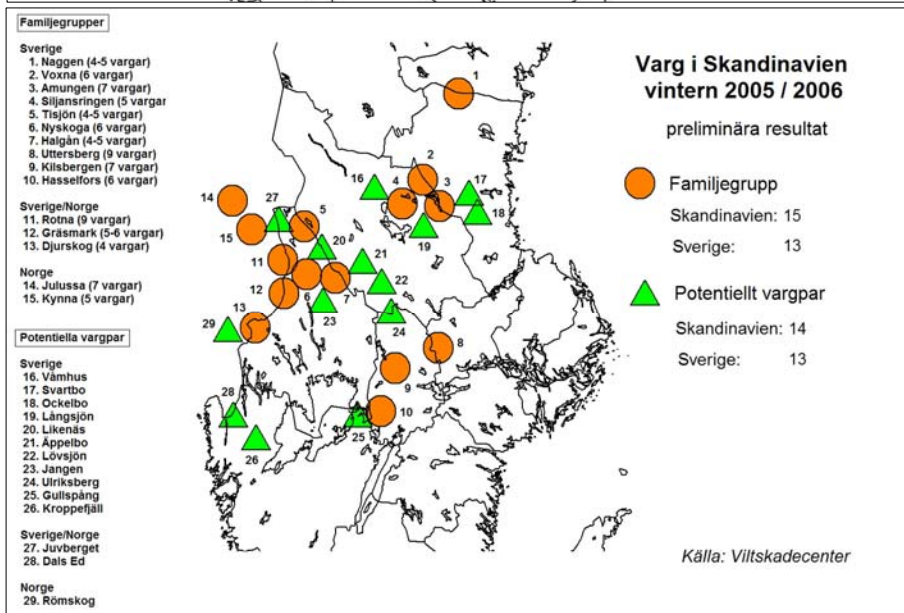 Familjegrupper
Sverige
1. Naggen (4-5 vargar)
2. Voxna (6 vargar)
3. Amungen (7 vargar)
4. Siljansringen (5 vargar
5. Tisjön (4-5 vargar)
6. Nyskoga (6 vargar)
7. Halgån (4-5 vargar)
8. Uttersberg (9 vargar)
9. Kilsbergen (7 vargar)
10. Hasselfors (6 vargar)
Sverige/Norge
11. Rotna (9 vargar)
12. Gräsmark (5-6 vargar)
13. Djurskog (4 vargar)
Norge
14. Julussa (7 vargar)
15. Kynna (5 vargar)
Potentiella vargpar
Sverige
16. Våmhus
17. Svartbo
18. Ockelbo
19. Långsjön
20. Likenäs
21. Äppelbo
22. Lövsjön
23. Jangen
24. Ulriksberg
25. Gullspång
26. Kroppefjäll
Sverige/Norge
27. Juvberget
28. Dals Ed
Norge
29. Römskog
1
2
16
4
3
17
14
27
5
18
15
19
20
21
11
22
12
6
7
23
13
24
29
8
9
28
10
25
26
Varg i Skandinavien
vintern 2005 / 2006
preliminära resultat
Familjegrupp
Skandinavien: 15
Sverige: 13
Potentiellt vargpar
Skandinavien: 14
Sverige: 13
Källa: Viltskadecenter